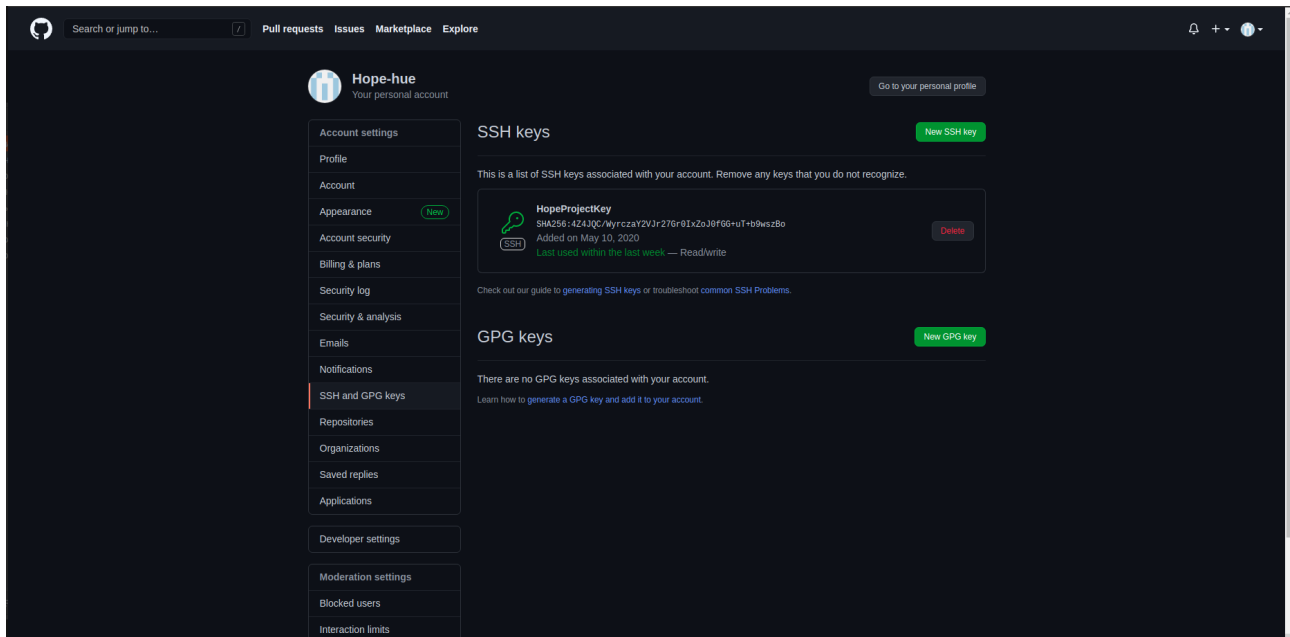 Search or jump to...
/
Pull requests Issues Marketplace Explore
Hope-hue
Your personal account
Go to your personal profile
Account settings
Profile
Account
Appearance New
Account security
Billing & plans
Security log
Security & analysis
Emails
Notifications
SSH and GPG keys
Repositories
Organizations
Saved replies
Applications
Developer settings
Moderation settings
Blocked users
Interaction limits
SSH keys
New SSH key
This is a list of SSH keys associated with your account. Remove any keys that you do not recognize.
HopeProjectKey
SHA256:4Z4JQC/WyrczaY2VJr27Gr0IxZoJ0fGG+uT+b9wszBo
Added on May 10, 2020
Last used within the last week — Read/write
SSH
Delete
Check out our guide to generating SSH keys or troubleshoot common SSH Problems.
GPG keys
New GPG key
There are no GPG keys associated with your account.
Learn how to generate a GPG key and add it to your account.